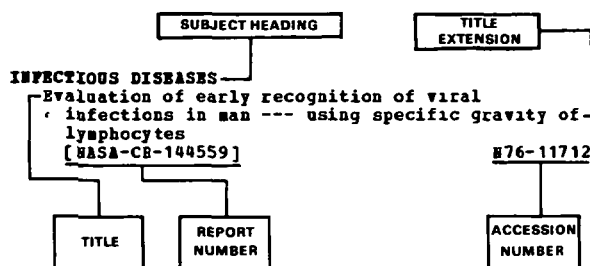 SUBJECT HEADING
TITLE
EXTENSION
INFECTIOUS DISEASES
Evaluation of early recognition of viral
infections in man --- using specific gravity of
lymphocytes
[NASA-CR-144559] N76-11712
TITLE
REPORT
NUMBER
ACCESSION
NUMBER